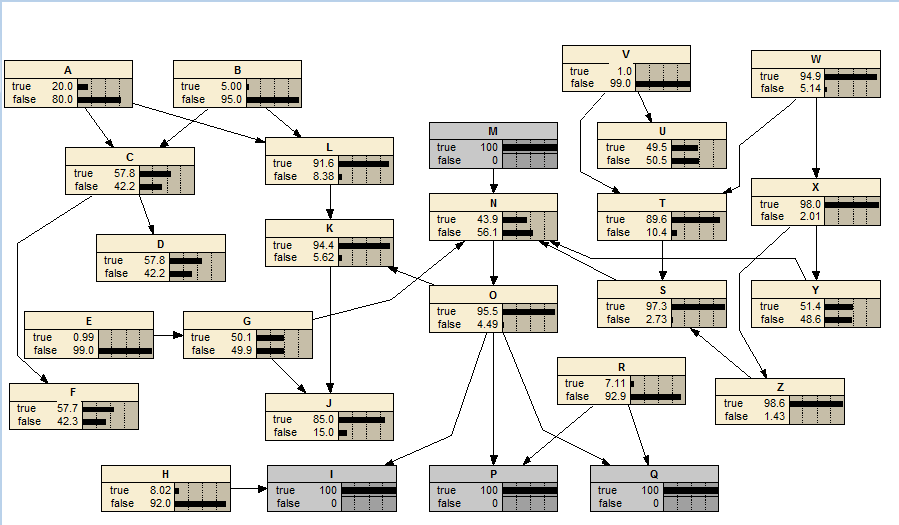 V
true 1.0
false 99.0
W
true 94.9
false 5.14
A
true 20.0
false 80.0
B
true 5.00
false 95.0
M
true 100
false 0
U
true 49.5
false 50.5
L
true 91.6
false 8.38
C
true 57.8
false 42.2
X
true 98.0
false 2.01
N
true 43.9
false 56.1
T
true 89.6
false 10.4
K
true 94.4
false 5.62
D
true 57.8
false 42.2
S
true 97.3
false 2.73
Y
true 51.4
false 48.6
O
true 95.5
false 4.49
E
true 0.99
false 99.0
G
true 50.1
false 49.9
R
true 7.11
false 92.9
Z
true 98.6
false 1.43
F
true 57.7
false 42.3
J
true 85.0
false 15.0
H
true 8.02
false 92.0
I
true 100
false 0
P
true 100
false 0
Q
true 100
false 0